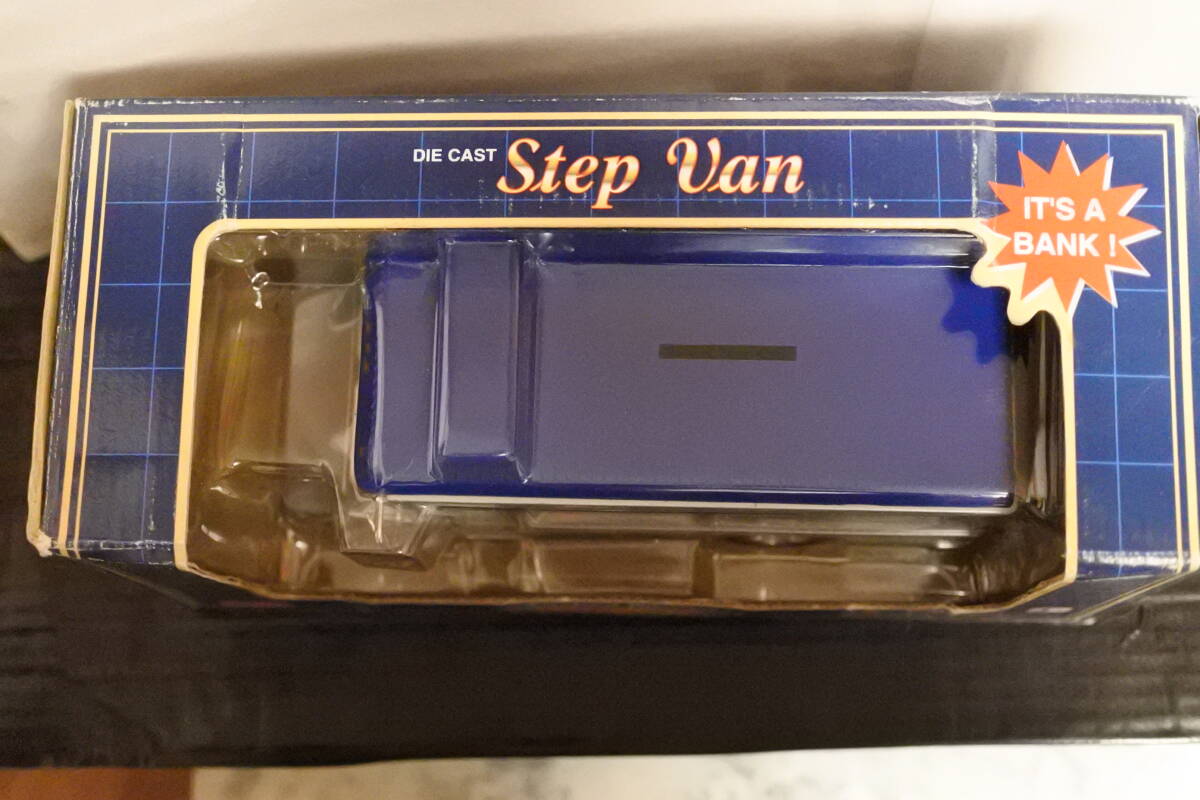 DIE CAST Step Van
IT'S A
BANK !